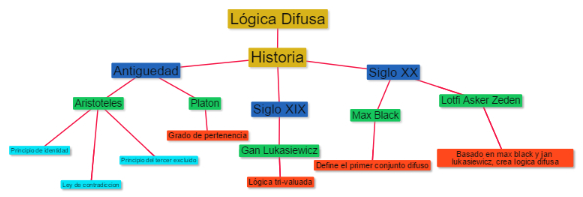 Lógica Difusa
Historia
Antiguedad
Siglo XX
Aristoteles
Platon
Siglo XIX
Max Black
Lotfi Asker Zeden
Grado de pertenencia
Principio de identidad
Principio del tercer excluido
Ley de contradiccion
Gan Lukasiewicz
Define el primer conjunto difuso
Basado en max black y jan
lukasiewicz, crea logica difusa
Lógica tri-valuada